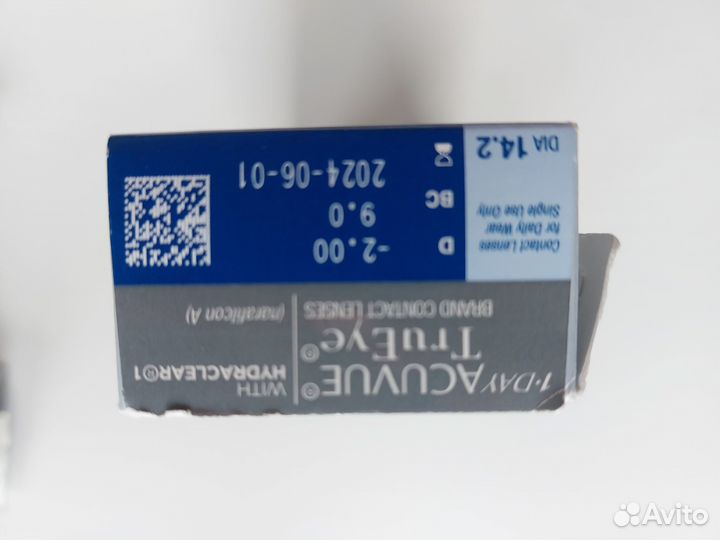 1·DAY ACUVUE®
TruEye®
BRAND CONTACT LENSES
WITH
HYDRACLEAR®1
(narafilcon A)
Contact Lenses
for Daily Wear
Single Use Only
DIA 14.2
D -2.00
BC 9.0
2024-06-01
Avito